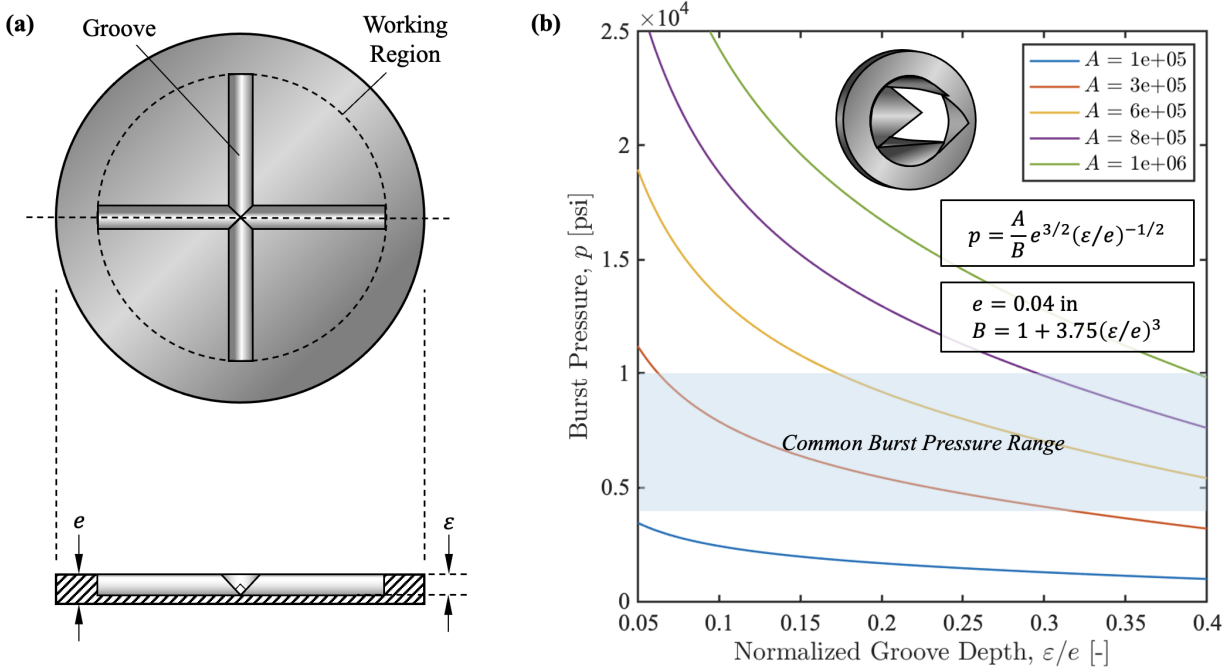 (a)
Groove
Working
Region
e
ε
(b)
×10⁴
2.5
2
1.5
1
0.5
0
0.05
0.1
0.15
0.2
0.25
0.3
0.35
0.4
Burst Pressure, p [psi]
Normalized Groove Depth, ε/e [-]
A = 1e+05
A = 3e+05
A = 6e+05
A = 8e+05
A = 1e+06
p = A/B e^{3/2}(ε/e)^{-1/2}
e = 0.04 in
B = 1 + 3.75(ε/e)³
Common Burst Pressure Range